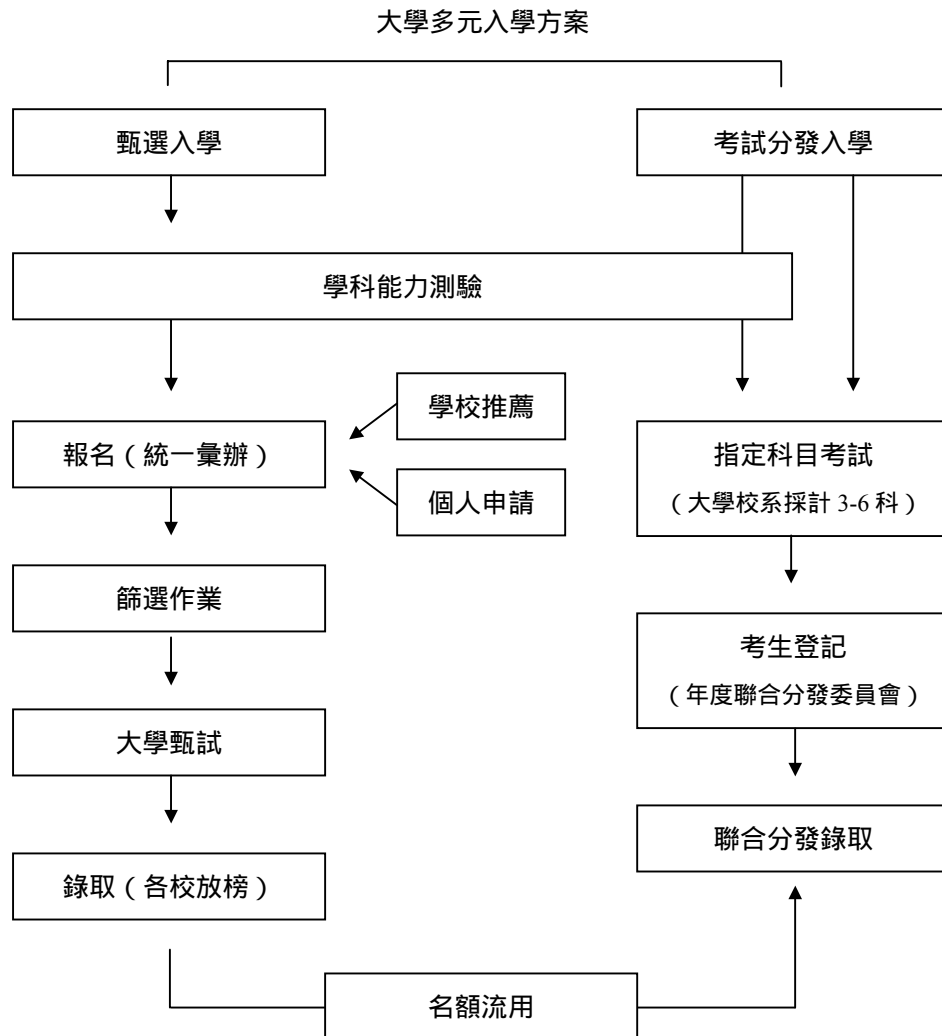 大學多元入學方案
甄選入學
考試分發入學
學科能力測驗
學校推薦
報名（統一彙辦）
個人申請
指定科目考試
（大學校系採計 3-6 科）
篩選作業
考生登記
（年度聯合分發委員會）
大學甄試
聯合分發錄取
錄取（各校放榜）
名額流用